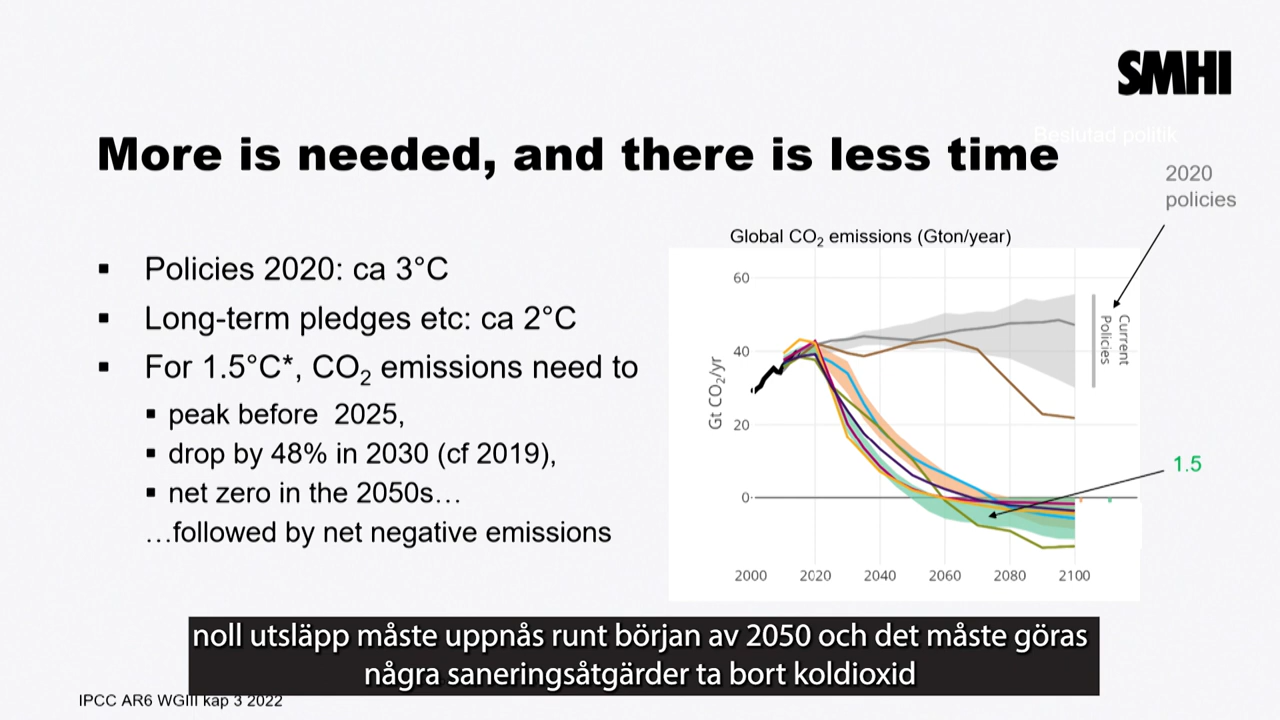 SMHI
Beslutad politik
More is needed, and there is less time
2020
policies
Global CO₂ emissions (Gton/year)
▪ Policies 2020: ca 3°C
▪ Long-term pledges etc: ca 2°C
▪ For 1.5°C*, CO₂ emissions need to
▪ peak before 2025,
▪ drop by 48% in 2030 (cf 2019),
▪ net zero in the 2050s…
…followed by net negative emissions
Gt CO₂/yr
60
40
20
0
2000 2020 2040 2060 2080 2100
Current
Policies
1.5
noll utsläpp måste uppnås runt början av 2050 och det måste göras
några saneringsåtgärder ta bort koldioxid
IPCC AR6 WGIII kap 3 2022